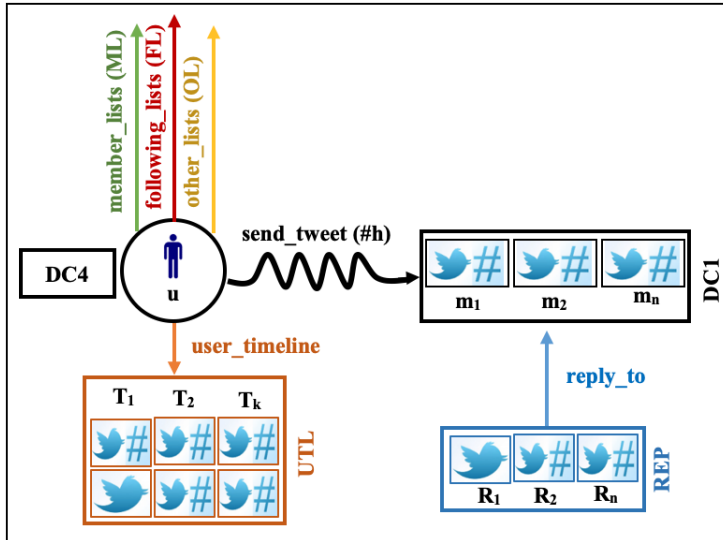 member_lists (ML)
following_lists (FL)
other_lists (OL)
send_tweet (#h)
DC4
u
# # #
m1 m2 mn
DC1
user_timeline
reply_to
T1 T2 Tk
# # #
# #
UTL
# #
R1 R2 Rn
REP